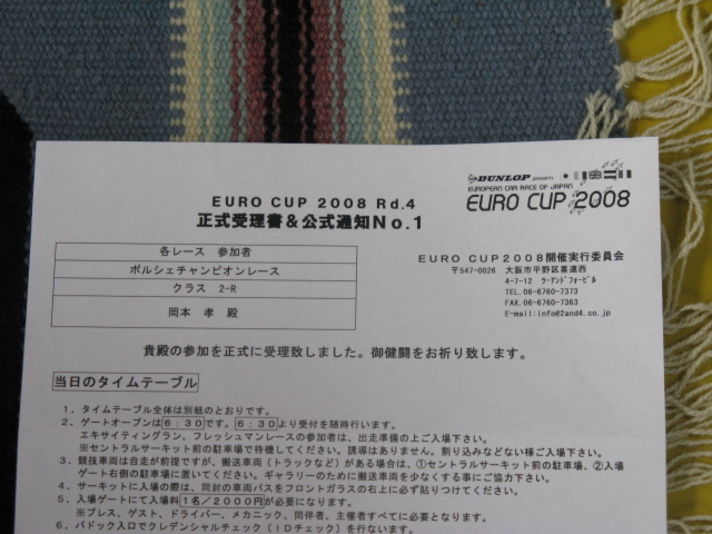 DUNLOP presents
EUROPEAN CAR RACE OF JAPAN
EURO CUP 2008
EURO CUP 2008 Rd.4
正式受理書&公式通知No.1
各レース 参加者
ポルシェチャンピオンレース
クラス 2-R
岡本 孝 殿
EURO CUP2008開催実行委員会
〒547-0026 大阪市平野区喜連西
4-7-12 ツーアンドフォービル
TEL.06-6760-7373
FAX.06-6760-7363
E-mail:info@2and4.co.jp
貴殿の参加を正式に受理致しました。御健闘をお祈り致します。
当日のタイムテーブル
1．タイムテーブル全体は別紙のとおりです。
2．ゲートオープンは6:30です。6:30より受付を随時行います。
エキサイティングラン、フレッシュマンレースの参加者は、出走準備の上ご入場下さい。
※セントラルサーキット前の駐車場で待機してください。誘導はありません。割り込みなどない様ご入場下さい。
3．競技車両は自走が前提ですが、搬送車両（トラックなど）がある場合は、①セントラルサーキット前の駐車場、②入場
ゲート右側の駐車場に置いてください。ギャラリーのために搬送車両を少なくする事にご協力下さい。
4．サーキットに入場の際は、同封の車両パスをフロントガラスの右上に必ず貼りつけてください。
5．入場ゲートにて入場料1名／2000円が必要になります。
※プレス、ゲスト、ドライバー、メカニック、同伴者、主催者すべてに必要となります。
6．パドック入口でクレデンシャルチェック（IDチェック）を行ないます。